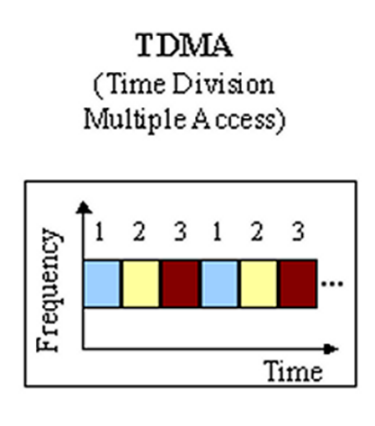 TDMA
(Time Division
Multiple Access)
Frequency
1 2 3 1 2 3
...
Time